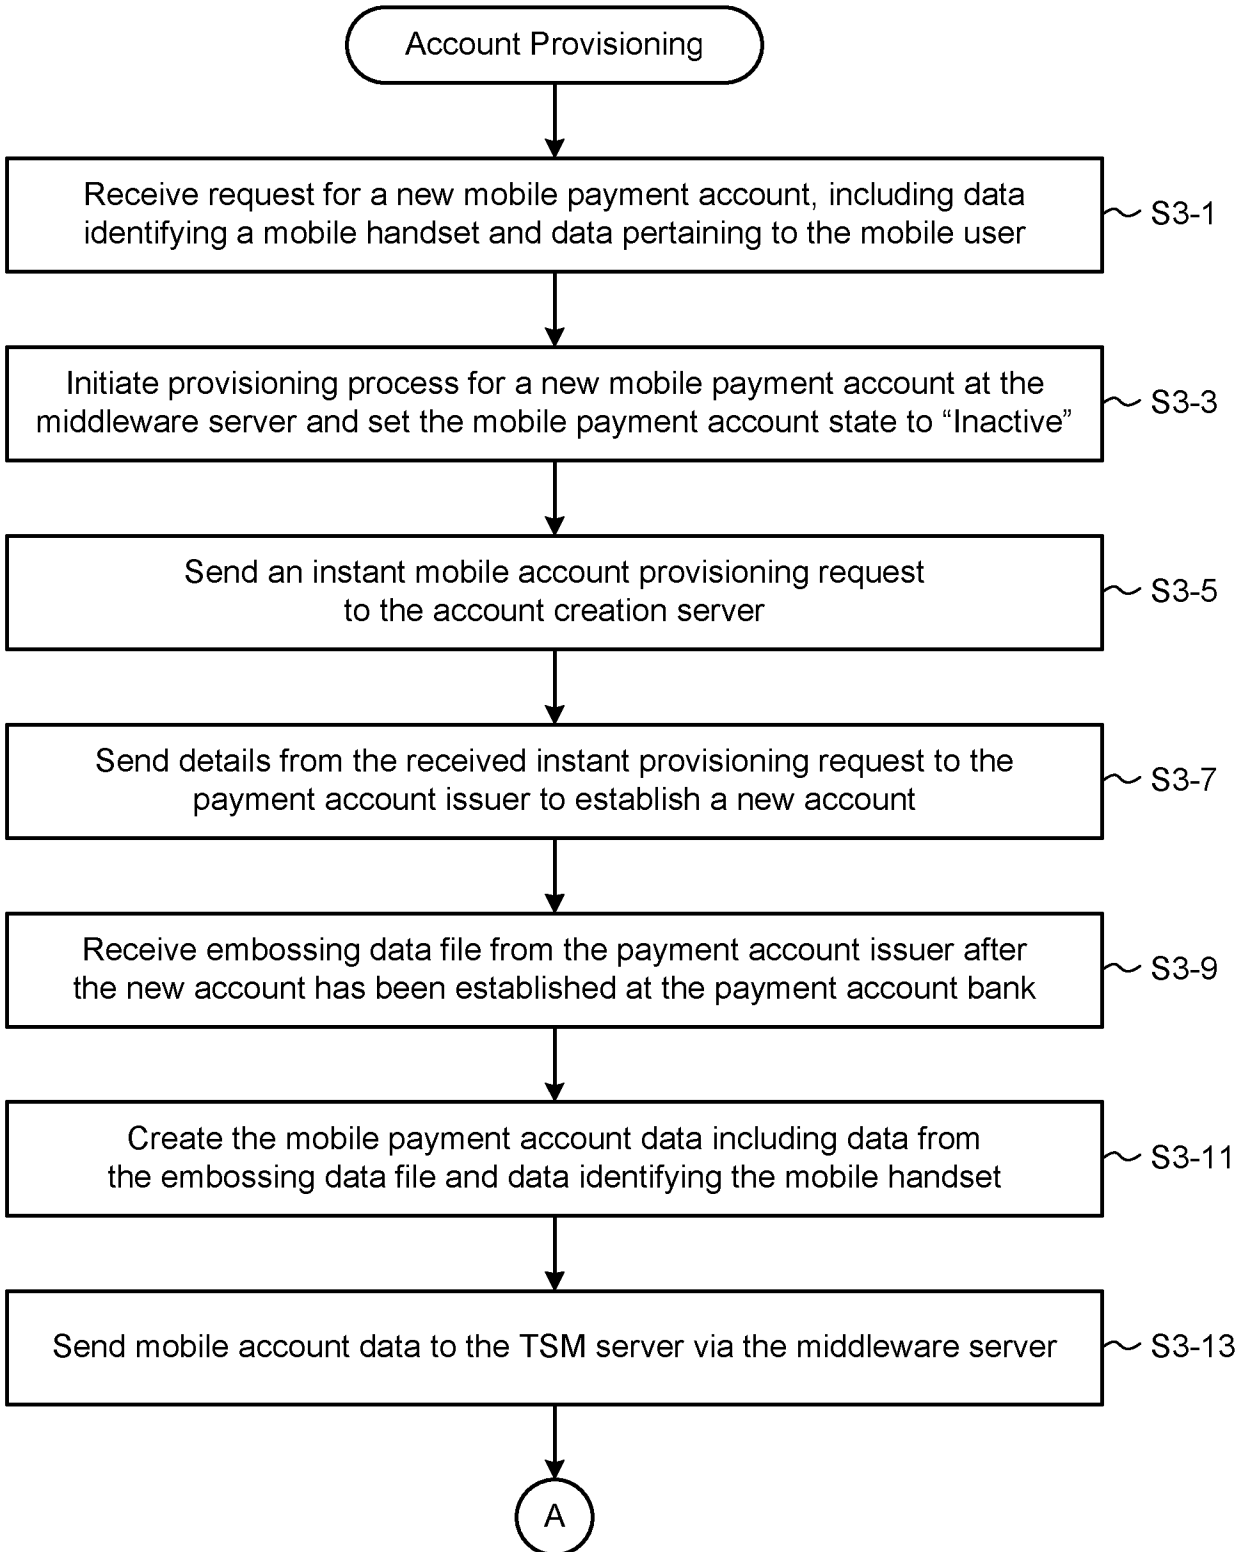 Account Provisioning
Receive request for a new mobile payment account, including data
identifying a mobile handset and data pertaining to the mobile user
S3-1
Initiate provisioning process for a new mobile payment account at the
middleware server and set the mobile payment account state to “Inactive”
S3-3
Send an instant mobile account provisioning request
to the account creation server
S3-5
Send details from the received instant provisioning request to the
payment account issuer to establish a new account
S3-7
Receive embossing data file from the payment account issuer after
the new account has been established at the payment account bank
S3-9
Create the mobile payment account data including data from
the embossing data file and data identifying the mobile handset
S3-11
Send mobile account data to the TSM server via the middleware server
S3-13
A